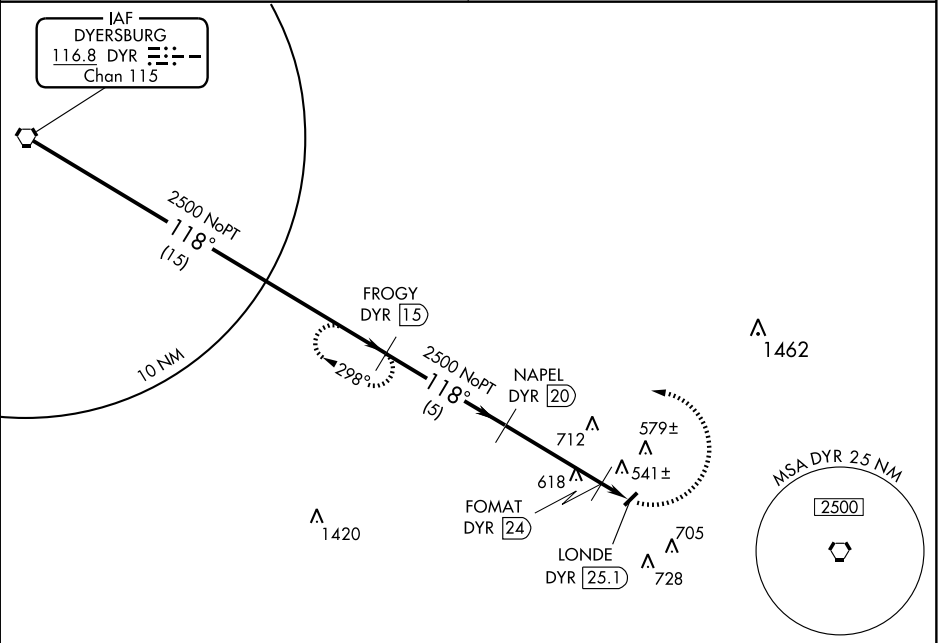 IAF
DYERSBURG
116.8 DYR
Chan 115
2500 NoPT
118°
(15)
10 NM
FROGY
DYR 15
298°
2500 NoPT
118°
(5)
NAPEL
DYR 20
1462
712
579±
541±
618
FOMAT
DYR 24
1420
LONDE
DYR 25.1
705
728
MSA DYR 25 NM
2500